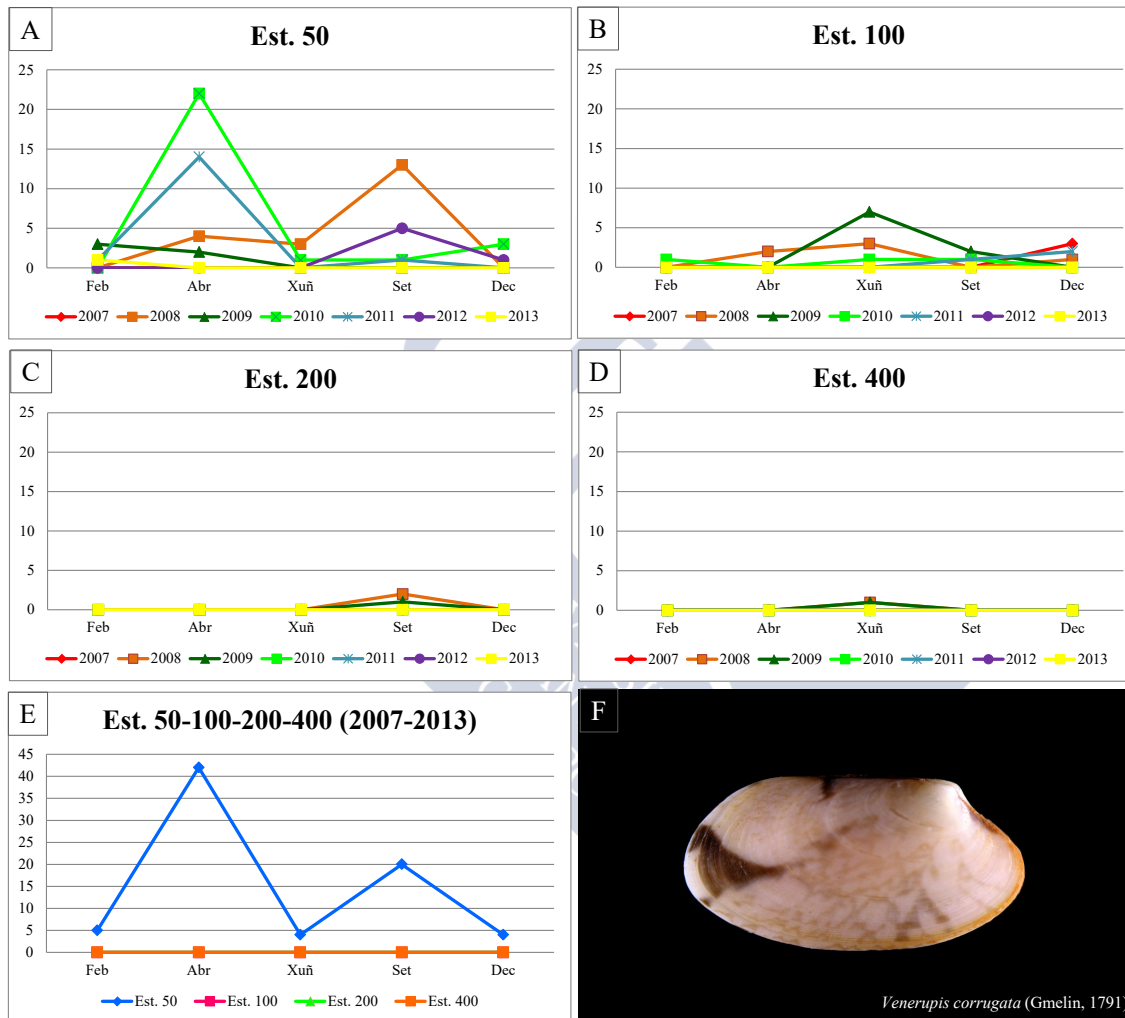 A
Est. 50
25
20
15
10
5
0
Feb Abr Xuñ Set Dec
2007 2008 2009 2010 2011 2012 2013
B
Est. 100
25
20
15
10
5
0
Feb Abr Xuñ Set Dec
2007 2008 2009 2010 2011 2012 2013
C
Est. 200
25
20
15
10
5
0
Feb Abr Xuñ Set Dec
2007 2008 2009 2010 2011 2012 2013
D
Est. 400
25
20
15
10
5
0
Feb Abr Xuñ Set Dec
2007 2008 2009 2010 2011 2012 2013
E
Est. 50-100-200-400 (2007-2013)
45
40
35
30
25
20
15
10
5
0
Feb Abr Xuñ Set Dec
Est. 50 Est. 100 Est. 200 Est. 400
F
Venerupis corrugata (Gmelin, 1791)